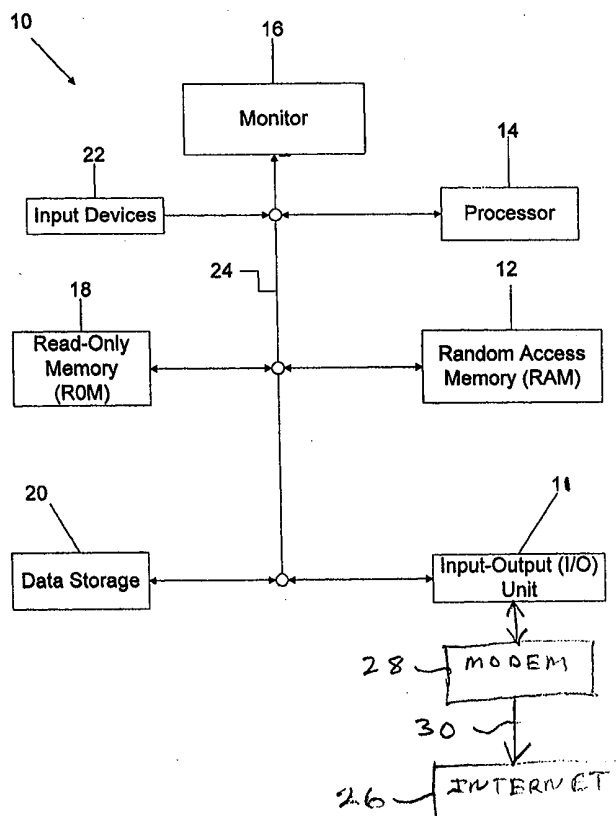 10
16
Monitor
22
Input Devices
14
Processor
24
18
Read-Only
Memory
(R0M)
12
Random Access
Memory (RAM)
20
Data Storage
11
Input-Output (I/O)
Unit
28
MODEM
30
26
INTERNET